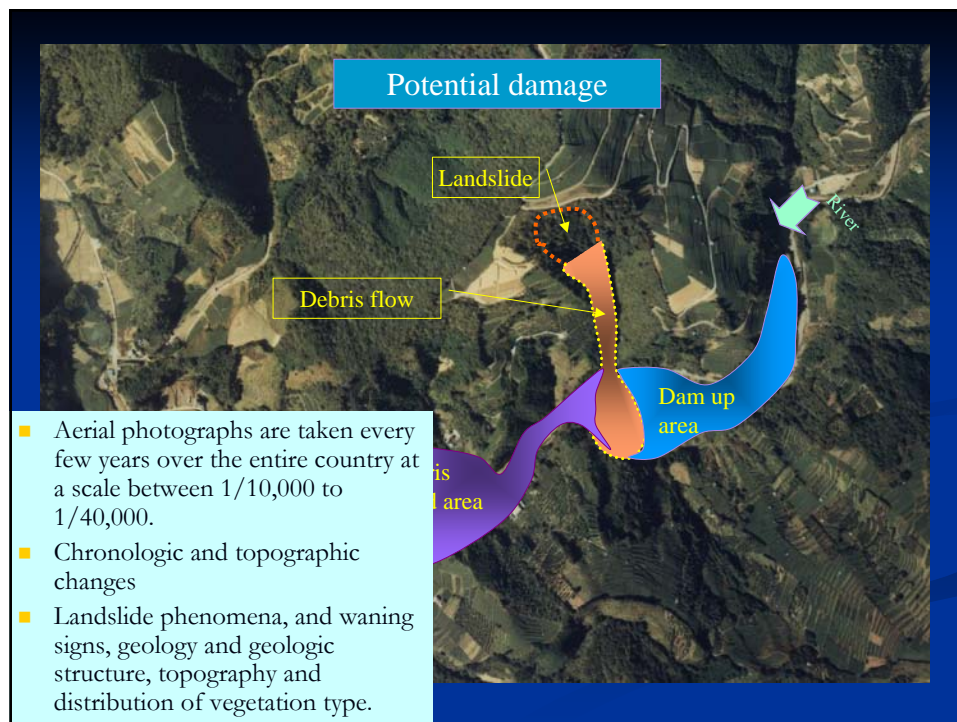 Potential damage
Landslide
River
Debris flow
Dam up
area
area
Aerial photographs are taken every
few years over the entire country at
a scale between 1/10,000 to
1/40,000.
Chronologic and topographic
changes
Landslide phenomena, and waning
signs, geology and geologic
structure, topography and
distribution of vegetation type.